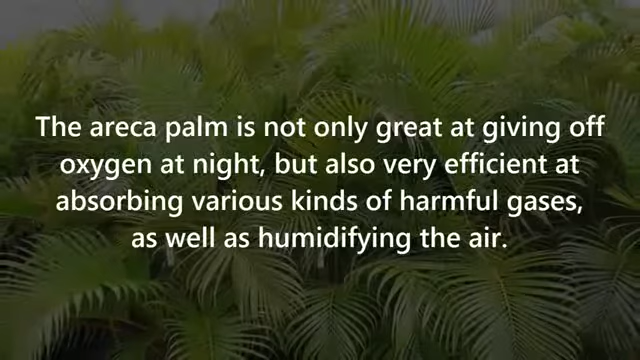 The areca palm is not only great at giving off
oxygen at night, but also very efficient at
absorbing various kinds of harmful gases,
as well as humidifying the air.